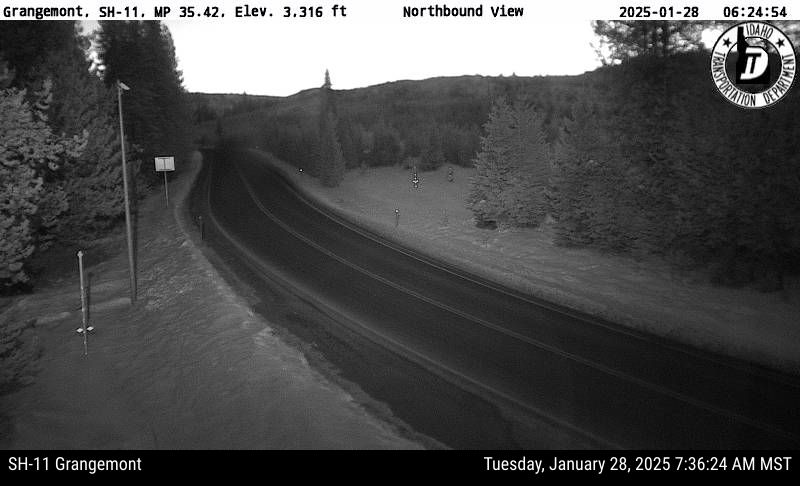 Grangemont, SH-11, MP 35.42, Elev. 3,316 ft Northbound View 2025-01-28 06:24:54
IDAHO
TRANSPORTATION DEPARTMENT
SH-11 Grangemont Tuesday, January 28, 2025 7:36:24 AM MST